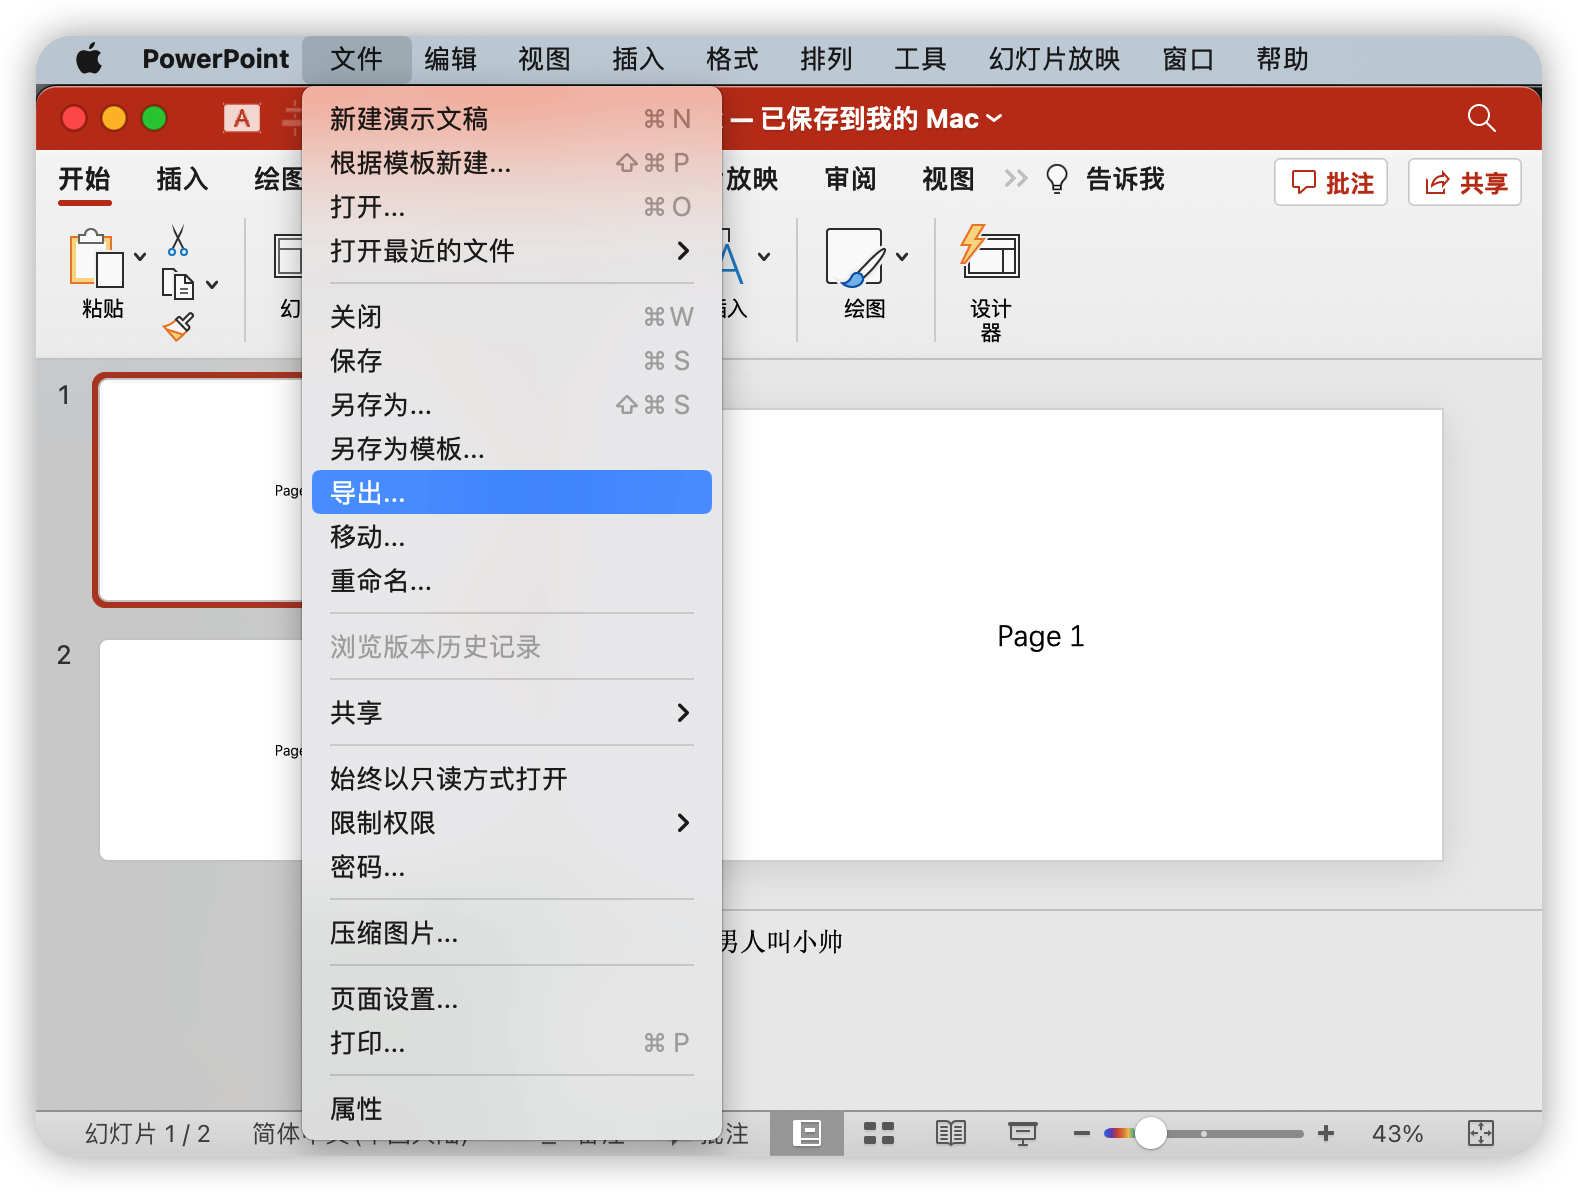 PowerPoint 文件 编辑 视图 插入 格式 排列 工具 幻灯片放映 窗口 帮助
A — 已保存到我的 Mac
开始 插入 绘图 放映 审阅 视图 告诉我 批注 共享
粘贴 幻 插入 绘图 设计
器
新建演示文稿 ⌘ N
根据模板新建... ⇧⌘ P
打开... ⌘ O
打开最近的文件
关闭 ⌘ W
保存 ⌘ S
另存为... ⇧⌘ S
另存为模板...
导出...
移动...
重命名...
浏览版本历史记录
共享
始终以只读方式打开
限制权限
密码...
压缩图片...
页面设置...
打印... ⌘ P
属性
1
Page
2
Page
Page 1
男人叫小帅
幻灯片 1 / 2 简体中文 批注 43%